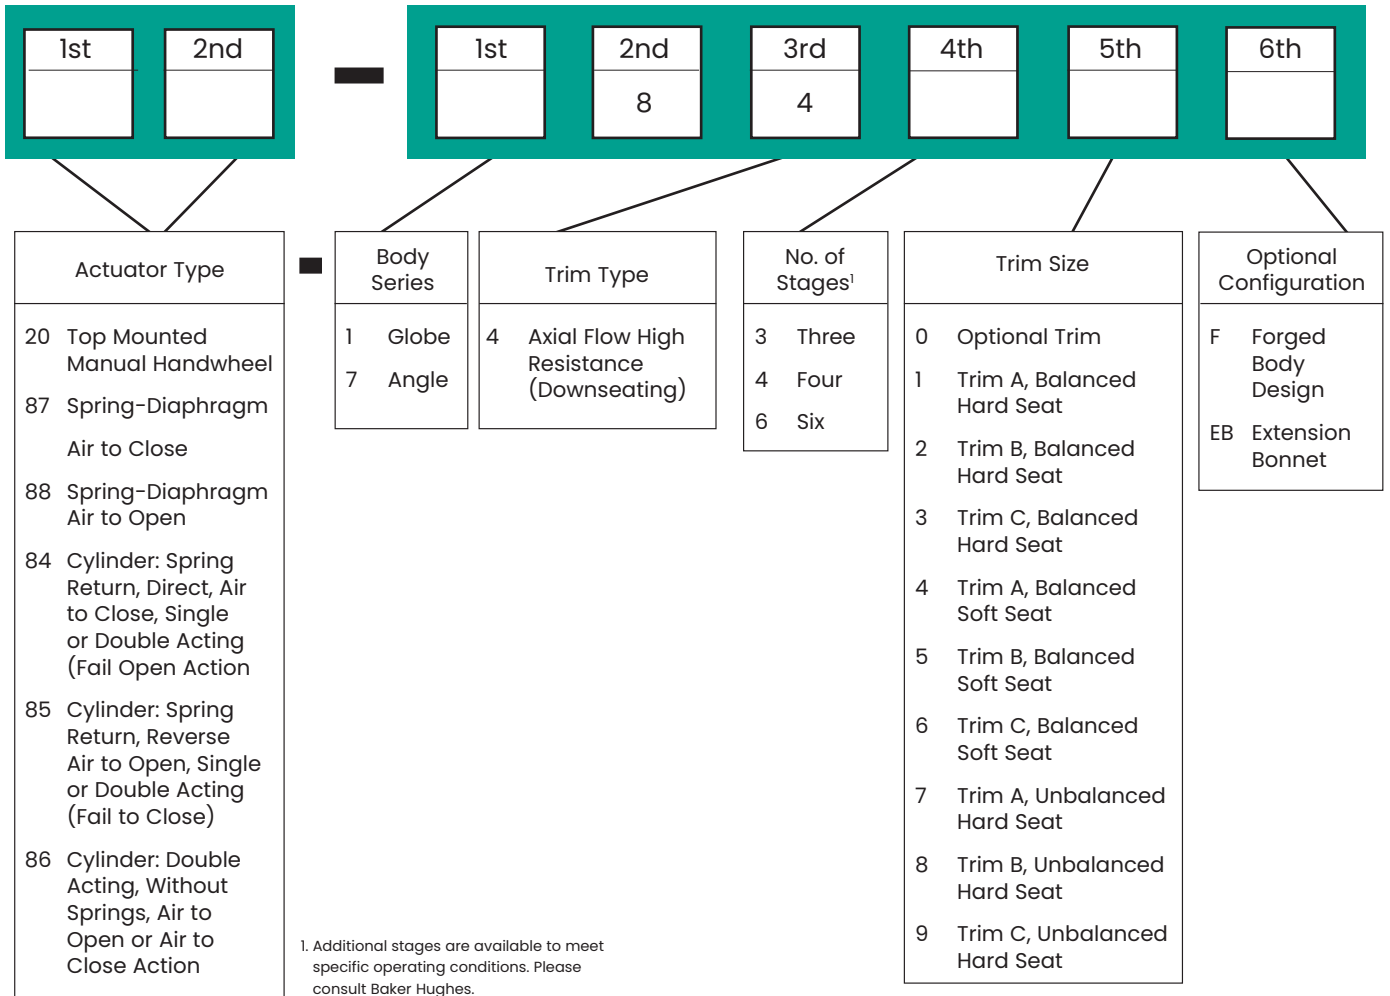 1st
2nd
1st
2nd
3rd
4th
5th
6th
8
4
Actuator Type
20 Top Mounted
Manual Handwheel
87 Spring-Diaphragm
Air to Close
88 Spring-Diaphragm
Air to Open
84 Cylinder: Spring
Return, Direct, Air
to Close, Single
or Double Acting
(Fail Open Action
85 Cylinder: Spring
Return, Reverse
Air to Open, Single
or Double Acting
(Fail to Close)
86 Cylinder: Double
Acting, Without
Springs, Air to
Open or Air to
Close Action
Body
Series
1 Globe
7 Angle
Trim Type
4 Axial Flow High
Resistance
(Downseating)
No. of
Stages¹
3 Three
4 Four
6 Six
Trim Size
0 Optional Trim
1 Trim A, Balanced
Hard Seat
2 Trim B, Balanced
Hard Seat
3 Trim C, Balanced
Hard Seat
4 Trim A, Balanced
Soft Seat
5 Trim B, Balanced
Soft Seat
6 Trim C, Balanced
Soft Seat
7 Trim A, Unbalanced
Hard Seat
8 Trim B, Unbalanced
Hard Seat
9 Trim C, Unbalanced
Hard Seat
Optional
Configuration
F Forged
Body
Design
EB Extension
Bonnet
1. Additional stages are available to meet
specific operating conditions. Please
consult Baker Hughes.